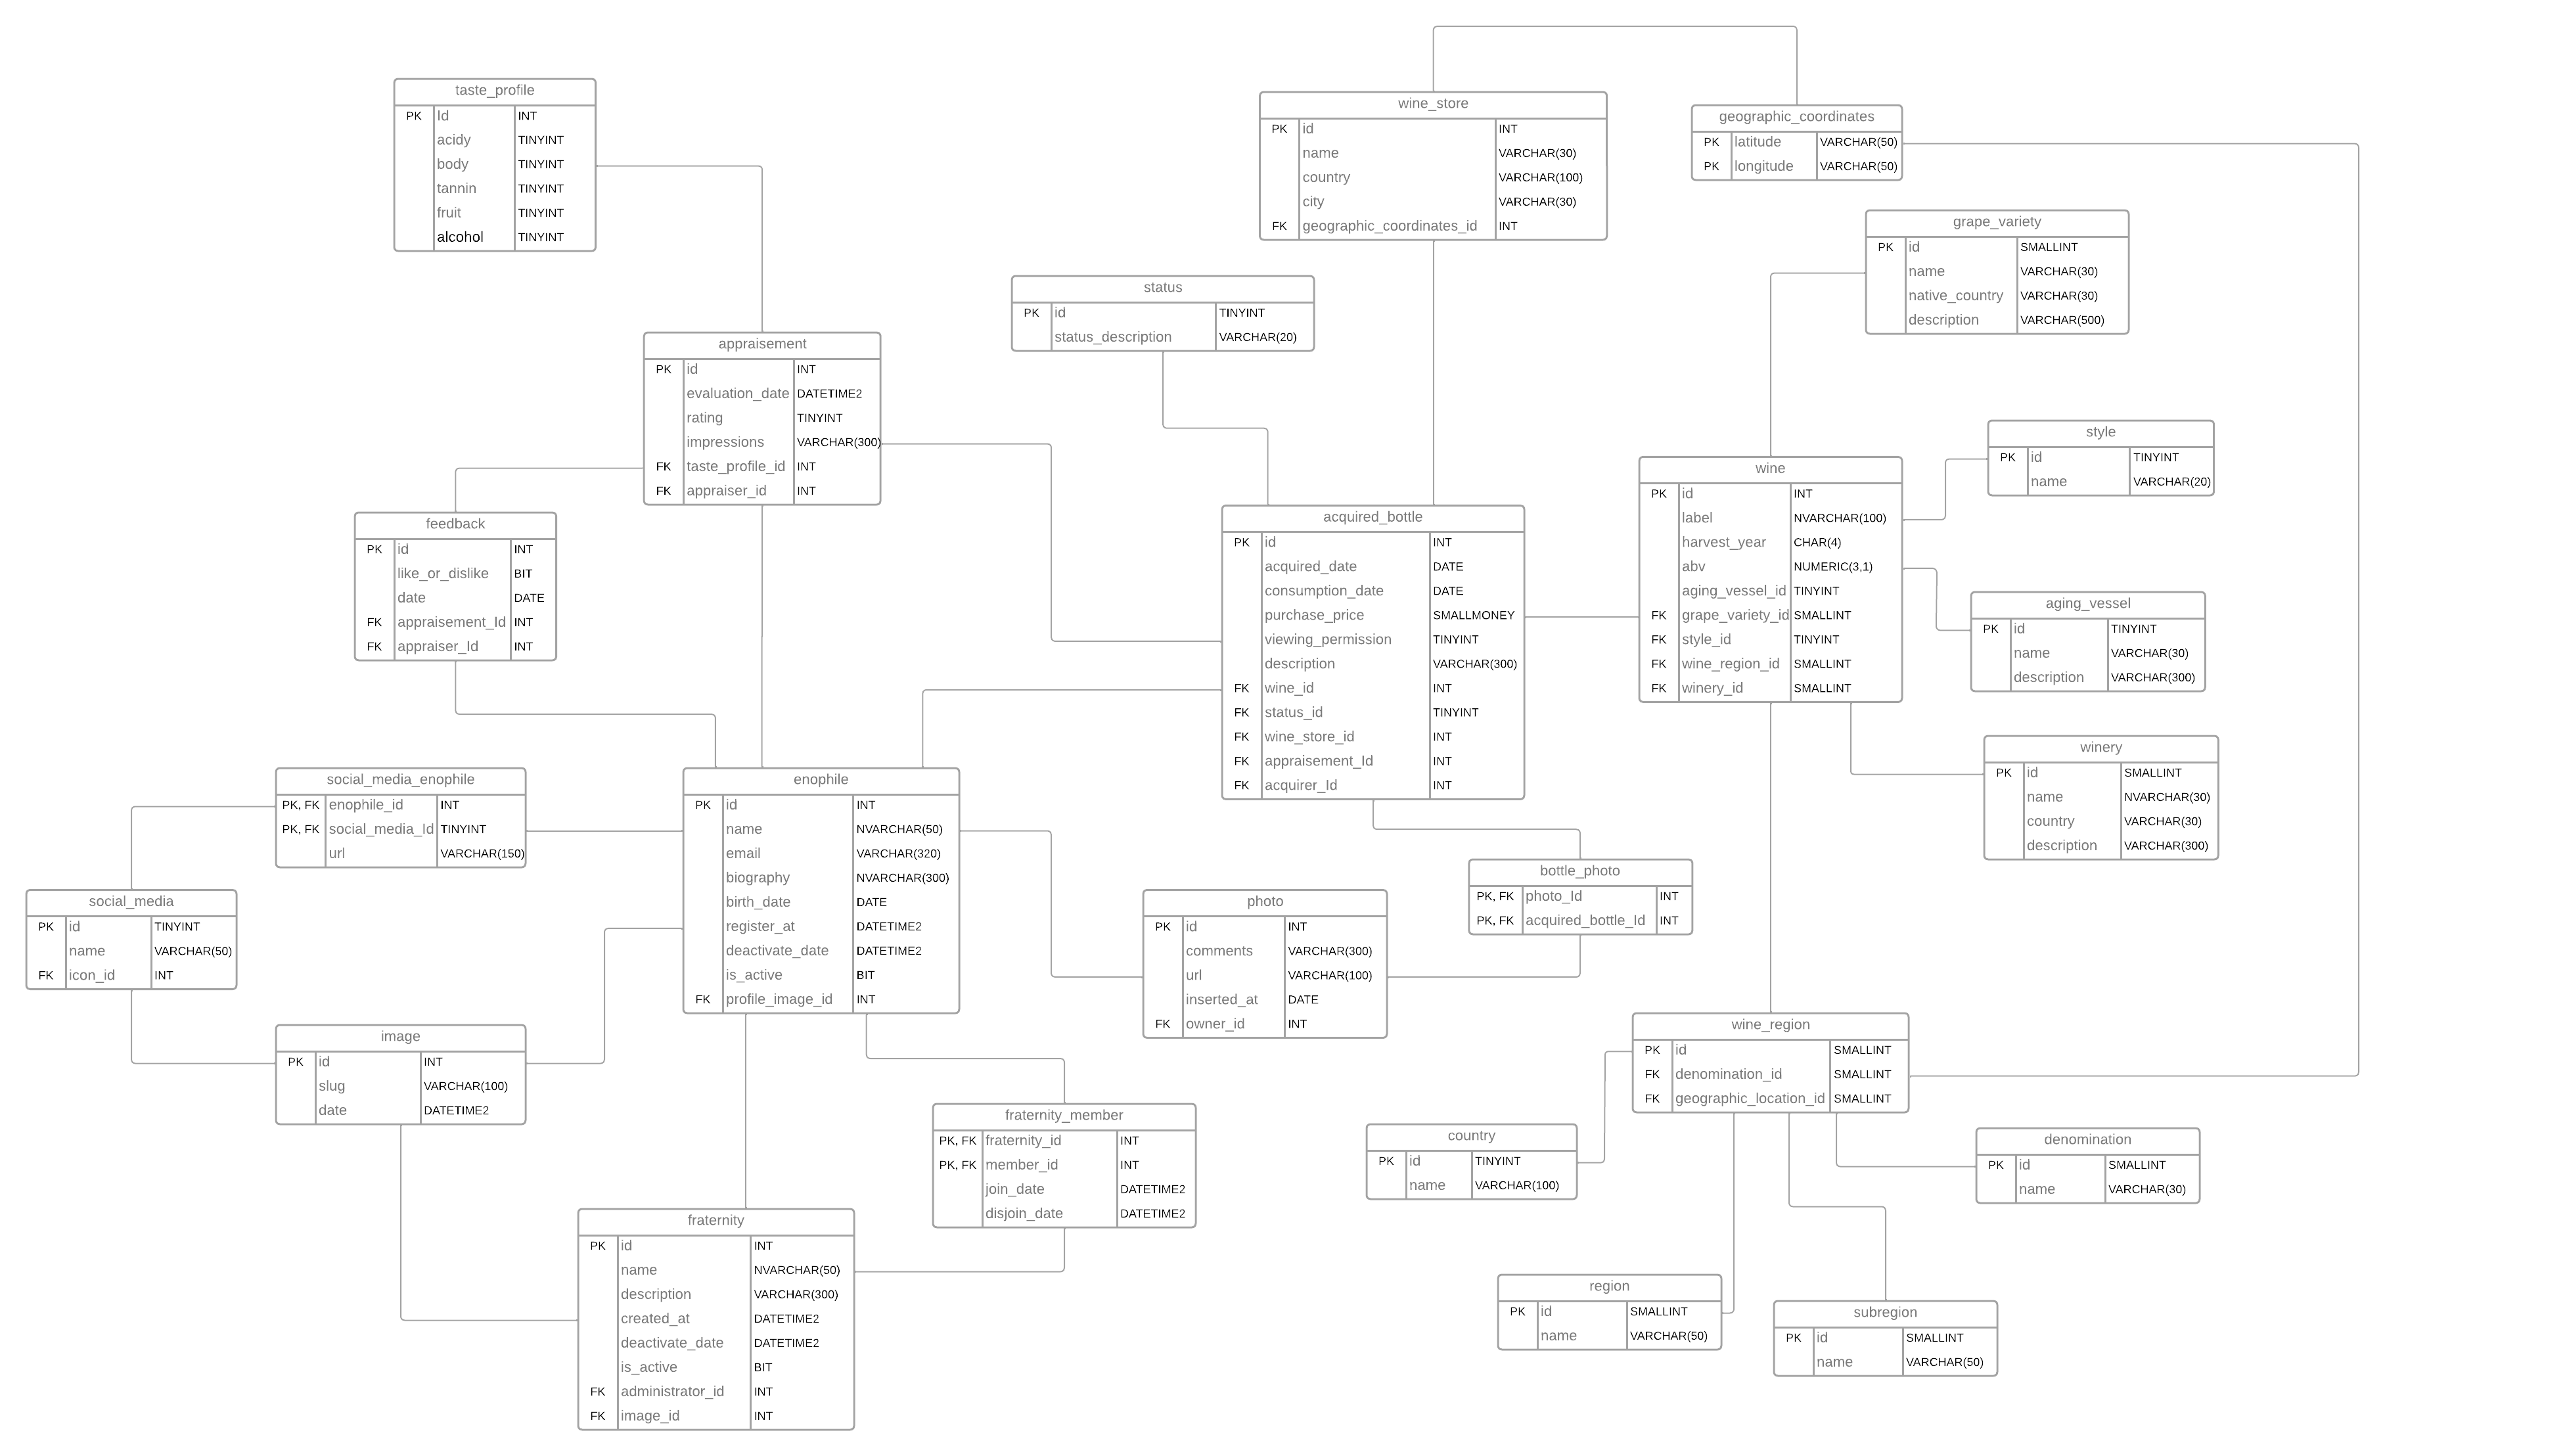 taste_profile
PK Id INT
acidy TINYINT
body TINYINT
tannin TINYINT
fruit TINYINT
alcohol TINYINT
wine_store
PK id INT
name VARCHAR(30)
country VARCHAR(100)
city VARCHAR(30)
FK geographic_coordinates_id INT
geographic_coordinates
PK latitude VARCHAR(50)
PK longitude VARCHAR(50)
grape_variety
PK id SMALLINT
name VARCHAR(30)
native_country VARCHAR(30)
description VARCHAR(500)
status
PK id TINYINT
status_description VARCHAR(20)
appraisement
PK id INT
evaluation_date DATETIME2
rating TINYINT
impressions VARCHAR(300)
FK taste_profile_id INT
FK appraiser_id INT
style
PK id TINYINT
name VARCHAR(20)
wine
PK id INT
label NVARCHAR(100)
harvest_year CHAR(4)
abv NUMERIC(3,1)
aging_vessel_id TINYINT
FK grape_variety_id SMALLINT
FK style_id TINYINT
FK wine_region_id SMALLINT
FK winery_id SMALLINT
feedback
PK id INT
like_or_dislike BIT
date DATE
FK appraisement_Id INT
FK appraiser_Id INT
acquired_bottle
PK id INT
acquired_date DATE
consumption_date DATE
purchase_price SMALLMONEY
viewing_permission TINYINT
description VARCHAR(300)
FK wine_id INT
FK status_id TINYINT
FK wine_store_id INT
FK appraisement_Id INT
FK acquirer_Id INT
aging_vessel
PK id TINYINT
name VARCHAR(30)
description VARCHAR(300)
winery
PK id SMALLINT
name NVARCHAR(30)
country VARCHAR(30)
description VARCHAR(300)
social_media_enophile
PK, FK enophile_id INT
PK, FK social_media_Id TINYINT
url VARCHAR(150)
enophile
PK id INT
name NVARCHAR(50)
email VARCHAR(320)
biography NVARCHAR(300)
birth_date DATE
register_at DATETIME2
deactivate_date DATETIME2
is_active BIT
FK profile_image_id INT
bottle_photo
PK, FK photo_Id INT
PK, FK acquired_bottle_Id INT
social_media
PK id TINYINT
name VARCHAR(50)
FK icon_id INT
photo
PK id INT
comments VARCHAR(300)
url VARCHAR(100)
inserted_at DATE
FK owner_id INT
image
PK id INT
slug VARCHAR(100)
date DATETIME2
wine_region
PK id SMALLINT
FK denomination_id SMALLINT
FK geographic_location_id SMALLINT
fraternity_member
PK, FK fraternity_id INT
PK, FK member_id INT
join_date DATETIME2
disjoin_date DATETIME2
country
PK id TINYINT
name VARCHAR(100)
denomination
PK id SMALLINT
name VARCHAR(30)
fraternity
PK id INT
name NVARCHAR(50)
description VARCHAR(300)
created_at DATETIME2
deactivate_date DATETIME2
is_active BIT
FK administrator_id INT
FK image_id INT
region
PK id SMALLINT
name VARCHAR(50)
subregion
PK id SMALLINT
name VARCHAR(50)